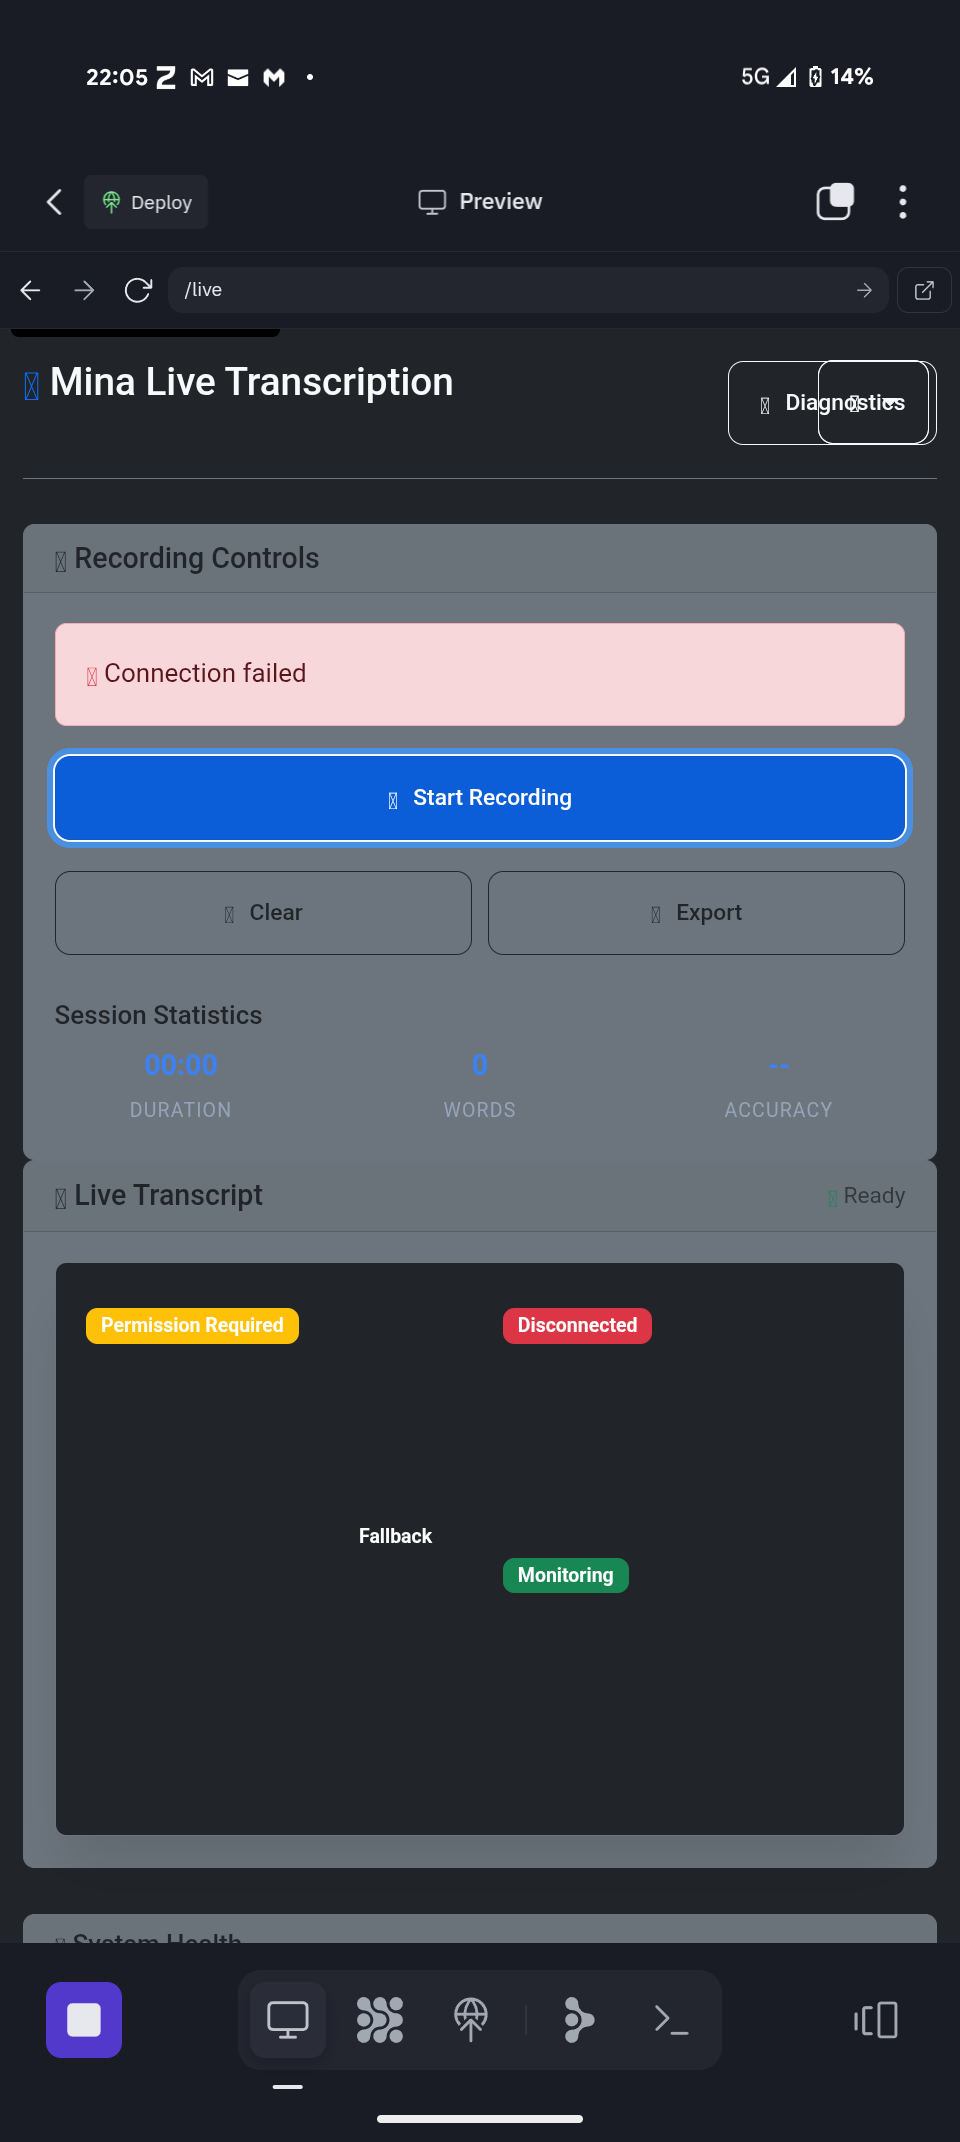 22:05
5G 14%
Deploy
Preview
/live
Mina Live Transcription
Diagnostics
Recording Controls
Connection failed
Start Recording
Clear
Export
Session Statistics
00:00 0 --
DURATION WORDS ACCURACY
Live Transcript
Ready
Permission Required
Disconnected
Fallback
Monitoring
System Health